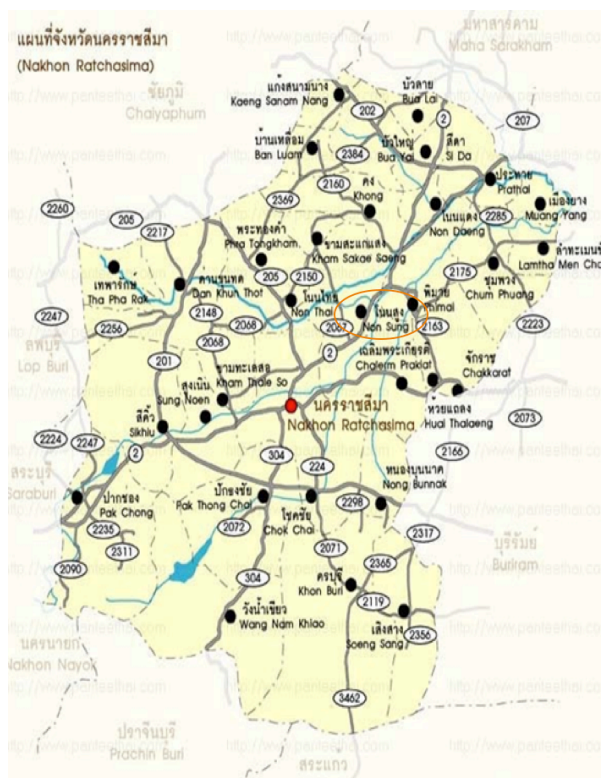 แผนที่จังหวัดนครราชสีมา
(Nakhon Ratchasima)
มหาสารคาม
Maha Sarakham
ชัยภูมิ
Chaiyaphum
แก้งสนามนาง
Kaeng Sanam Nang
บัวลาย
Bua Lai
202
2
207
บ้านเหลื่อม
Ban Luam
2384
บัวใหญ่
Bua Yai
สีดา
Si Da
ประทาย
Prathai
2160
คง
Khong
2369
โนนแดง
Non Daeng
2285
เมืองยาง
Muang Yang
2260
205
2217
พระทองคำ
Phra Tongkham
ขามสะแกแสง
Kham Sakae Saeng
ลำทะเมนชัย
Lamtha Men Chai
เทพารักษ์
Tha Pha Rak
ด่านขุนทด
Dan Khun Thot
205
2150
โนนไทย
Non Thai
2175
ชุมพวง
Chum Phuang
2247
2256
2148
2068
2067
โนนสูง
Non Sung
พิมาย
Phimai
2163
2223
ลพบุรี
Lop Buri
201
2068
2
เฉลิมพระเกียรติ
Chalerm Prakiat
ขามทะเลสอ
Kham Thale So
จักราช
Chakkarat
สูงเนิน
Sung Noen
นครราชสีมา
Nakhon Ratchasima
ห้วยแถลง
Huai Thalaeng
2073
สีคิ้ว
Sikhiu
2224
2247
2
304
224
2166
สระบุรี
Saraburi
ปากช่อง
Pak Chong
ปักธงชัย
Pak Thong Chai
โชคชัย
Chok Chai
2298
หนองบุนนาค
Nong Bunnak
2235
2311
2072
2071
2317
2090
304
2365
บุรีรัมย์
Buriram
ครบุรี
Khon Buri
2119
วังน้ำเขียว
Wang Nam Khiao
เสิงสาง
Soeng Sang
2356
นครนายก
Nakhon Nayok
3462
ปราจีนบุรี
Prachin Buri
สระแก้ว
http://www.panteethai.com